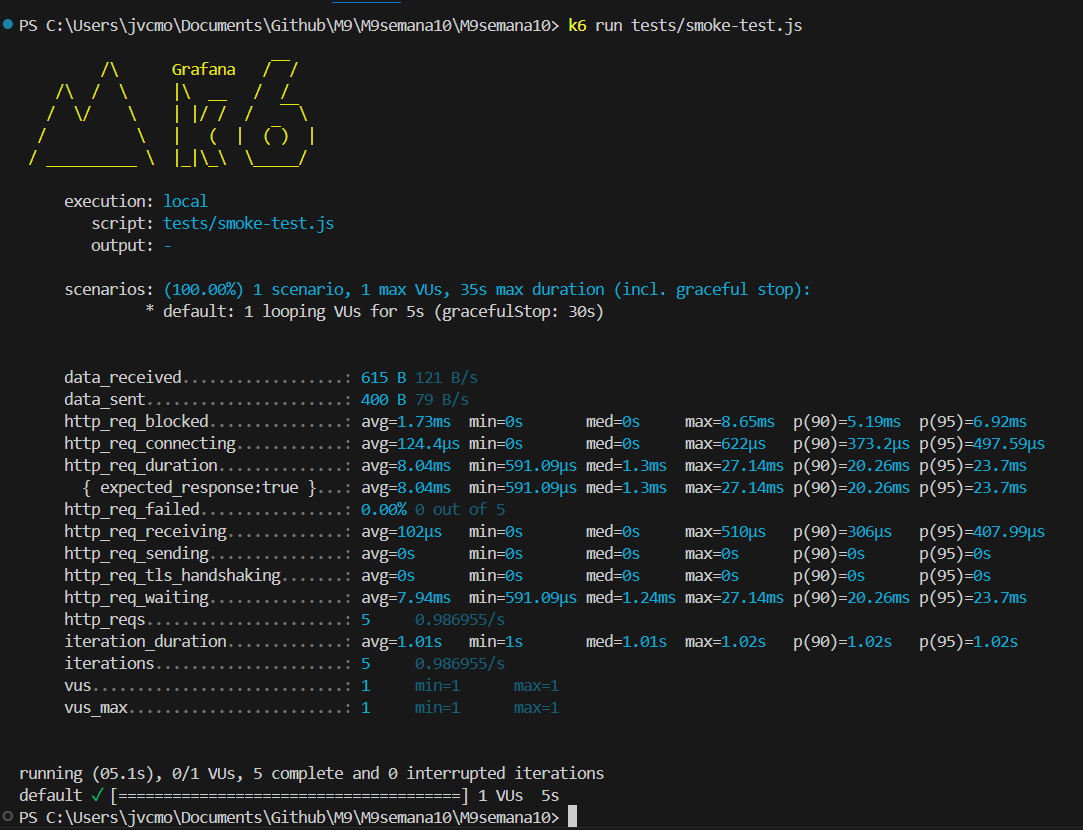 PS C:\Users\jvcmo\Documents\Github\M9\M9semana10\M9semana10> k6 run tests/smoke-test.js
Grafana
execution: local
script: tests/smoke-test.js
output: -
scenarios: (100.00%) 1 scenario, 1 max VUs, 35s max duration (incl. graceful stop):
* default: 1 looping VUs for 5s (gracefulStop: 30s)
data_received..................: 615 B 121 B/s
data_sent......................: 400 B 79 B/s
http_req_blocked...............: avg=1.73ms min=0s med=0s max=8.65ms p(90)=5.19ms p(95)=6.92ms
http_req_connecting............: avg=124.4µs min=0s med=0s max=622µs p(90)=373.2µs p(95)=497.59µs
http_req_duration..............: avg=8.04ms min=591.09µs med=1.3ms max=27.14ms p(90)=20.26ms p(95)=23.7ms
{ expected_response:true }...: avg=8.04ms min=591.09µs med=1.3ms max=27.14ms p(90)=20.26ms p(95)=23.7ms
http_req_failed................: 0.00% 0 out of 5
http_req_receiving.............: avg=102µs min=0s med=0s max=510µs p(90)=306µs p(95)=407.99µs
http_req_sending...............: avg=0s min=0s med=0s max=0s p(90)=0s p(95)=0s
http_req_tls_handshaking.......: avg=0s min=0s med=0s max=0s p(90)=0s p(95)=0s
http_req_waiting...............: avg=7.94ms min=591.09µs med=1.24ms max=27.14ms p(90)=20.26ms p(95)=23.7ms
http_reqs......................: 5 0.986955/s
iteration_duration.............: avg=1.01s min=1s med=1.01s max=1.02s p(90)=1.02s p(95)=1.02s
iterations.....................: 5 0.986955/s
vus............................: 1 min=1 max=1
vus_max........................: 1 min=1 max=1
running (05.1s), 0/1 VUs, 5 complete and 0 interrupted iterations
default ✓ [======================================] 1 VUs 5s
PS C:\Users\jvcmo\Documents\Github\M9\M9semana10\M9semana10>